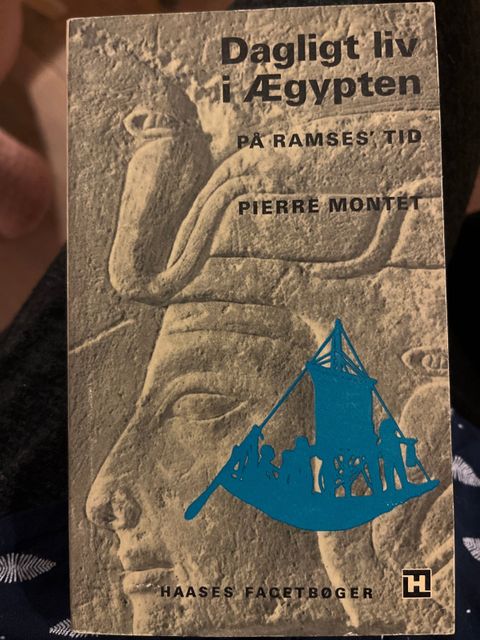 Dagligt liv
i Ægypten
PÅ RAMSES' TID
PIERRE MONTET
HAASES FACETBØGER
H